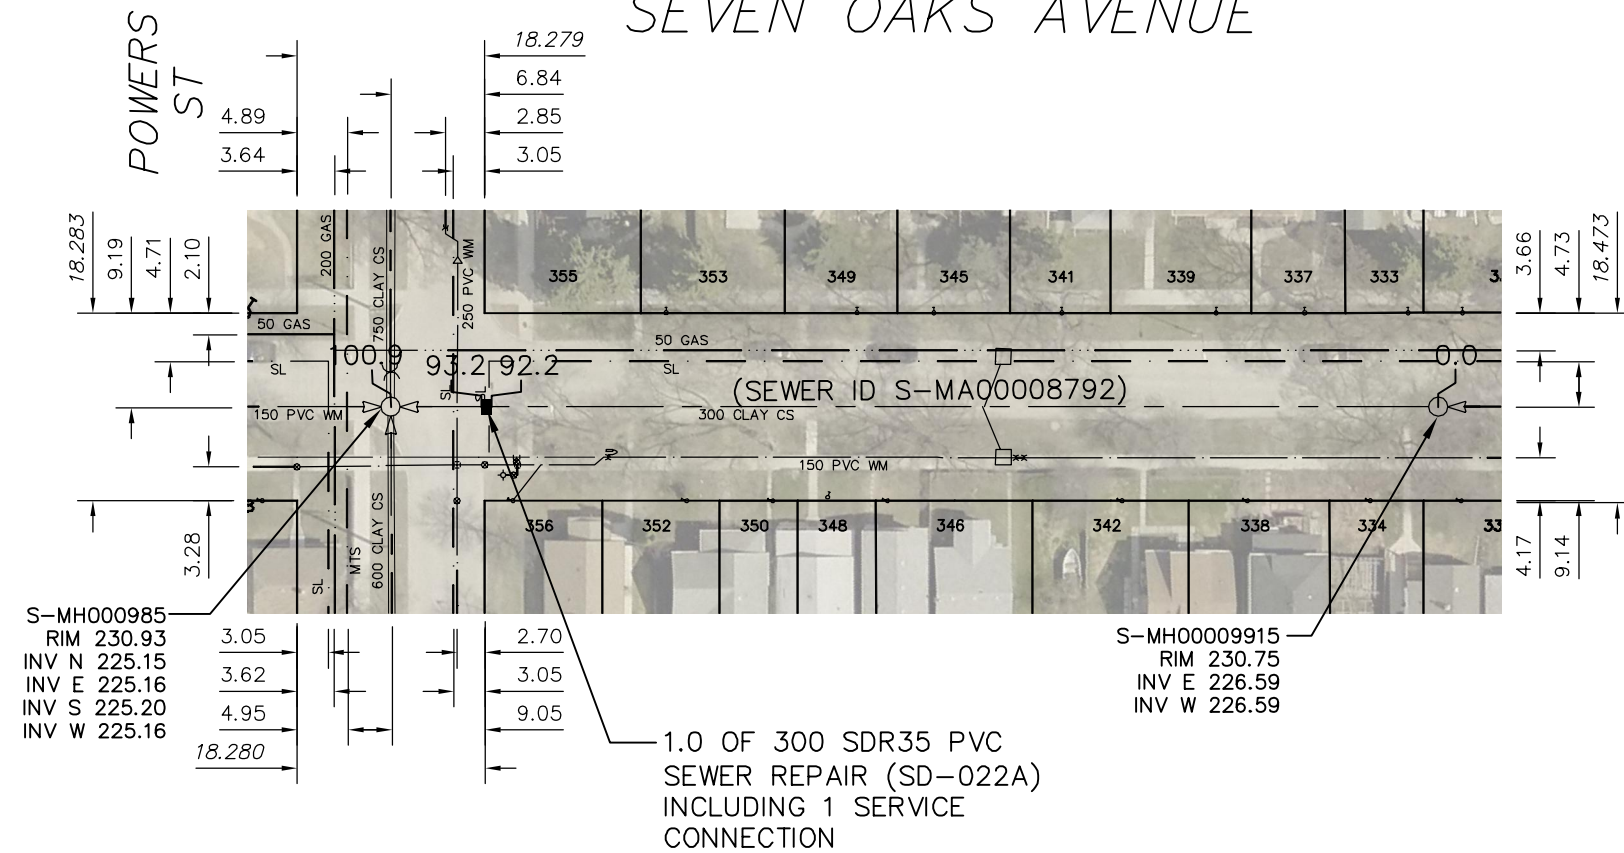 SEVEN OAKS AVENUE
POWERS
ST
18.279
6.84
4.89
2.85
3.64
3.05
18.283
9.19
4.71
2.10
3.66
4.73
18.473
200 GAS
750 CLAY CS
250 PVC WM
355
353
349
345
341
339
337
333
50 GAS
50 GAS
100.9
93.2
92.2
0.0
SL
SL
SL
SL
(SEWER ID S-MA00008792)
150 PVC WM
300 CLAY CS
150 PVC WM
356
352
350
348
346
342
338
334
33
600 CLAY CS
MTS
SL
3.28
4.17
9.14
S-MH000985
RIM 230.93
INV N 225.15
INV E 225.16
INV S 225.20
INV W 225.16
3.05
2.70
3.62
3.05
4.95
9.05
18.280
S-MH00009915
RIM 230.75
INV E 226.59
INV W 226.59
1.0 OF 300 SDR35 PVC
SEWER REPAIR (SD-022A)
INCLUDING 1 SERVICE
CONNECTION